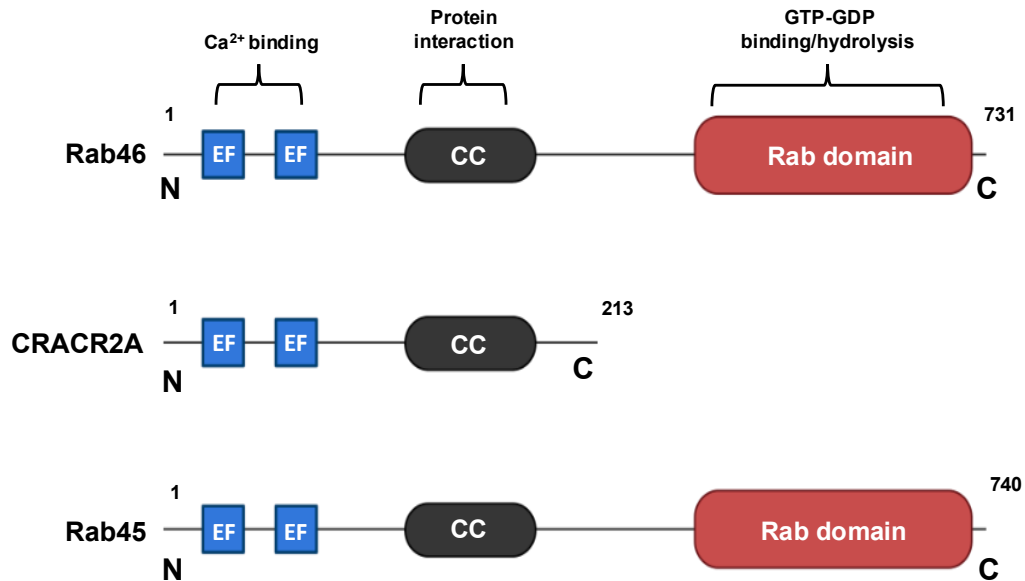 Ca²⁺ binding
Protein
interaction
GTP-GDP
binding/hydrolysis
1
731
Rab46
EF
EF
CC
Rab domain
N
C
1
213
CRACR2A
EF
EF
CC
N
C
1
740
Rab45
EF
EF
CC
Rab domain
N
C